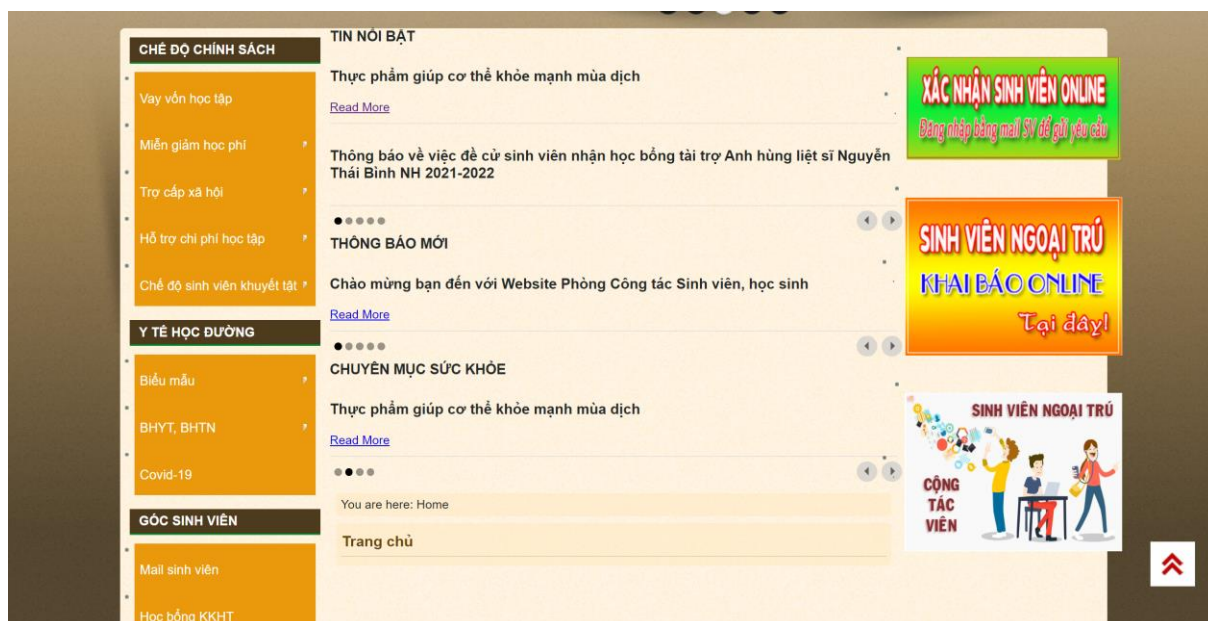 CHẾ ĐỘ CHÍNH SÁCH
Vay vốn học tập
Miễn giảm học phí
Trợ cấp xã hội
Hỗ trợ chi phí học tập
Chế độ sinh viên khuyết tật
Y TẾ HỌC ĐƯỜNG
Biểu mẫu
BHYT, BHTN
Covid-19
GÓC SINH VIÊN
Mail sinh viên
Học bổng KKHT
TIN NỔI BẬT
Thực phẩm giúp cơ thể khỏe mạnh mùa dịch
Read More
Thông báo về việc đề cử sinh viên nhận học bổng tài trợ Anh hùng liệt sĩ Nguyễn
Thái Bình NH 2021-2022
THÔNG BÁO MỚI
Chào mừng bạn đến với Website Phòng Công tác Sinh viên, học sinh
Read More
CHUYÊN MỤC SỨC KHỎE
Thực phẩm giúp cơ thể khỏe mạnh mùa dịch
Read More
You are here: Home
Trang chủ
XÁC NHẬN SINH VIÊN ONLINE
Đăng nhập bằng mail SV để gửi yêu cầu
SINH VIÊN NGOẠI TRÚ
KHAI BÁO ONLINE
Tại đây!
SINH VIÊN NGOẠI TRÚ
CỘNG
TÁC
VIÊN